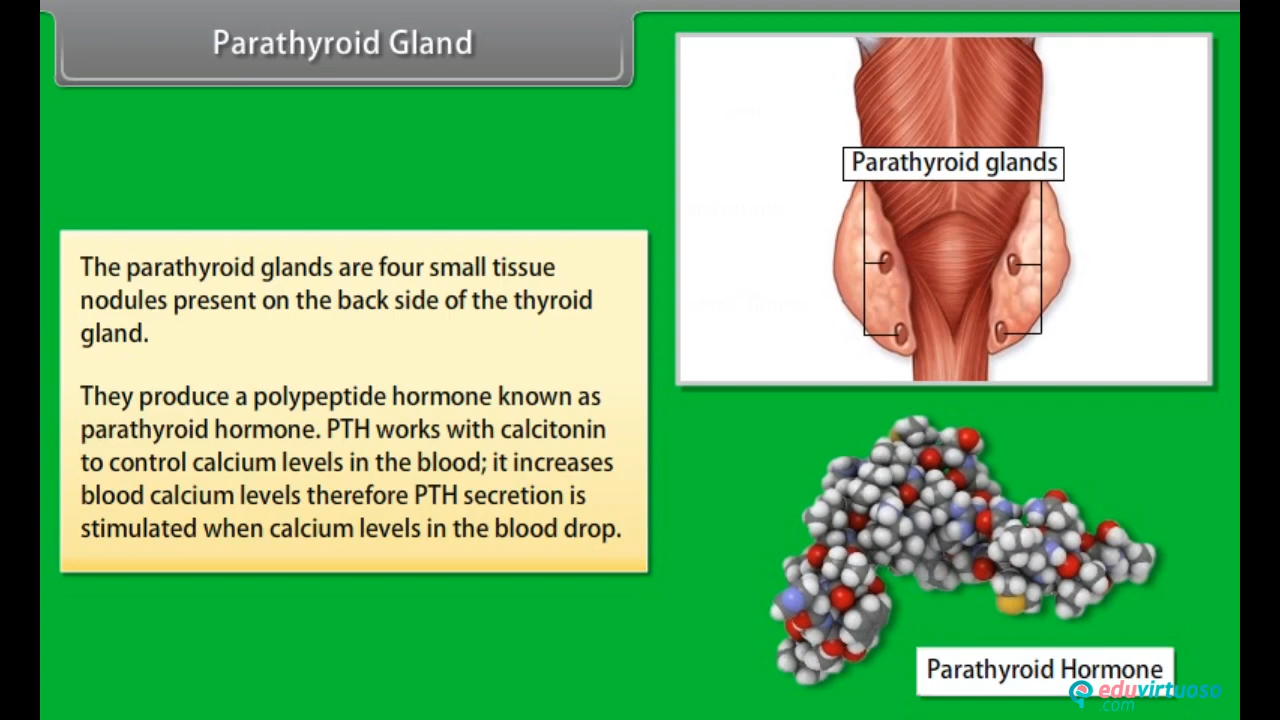 Parathyroid Gland
Parathyroid glands
The parathyroid glands are four small tissue
nodules present on the back side of the thyroid
gland.
They produce a polypeptide hormone known as
parathyroid hormone. PTH works with calcitonin
to control calcium levels in the blood; it increases
blood calcium levels therefore PTH secretion is
stimulated when calcium levels in the blood drop.
Parathyroid Hormone
eduvirtuoso
.com